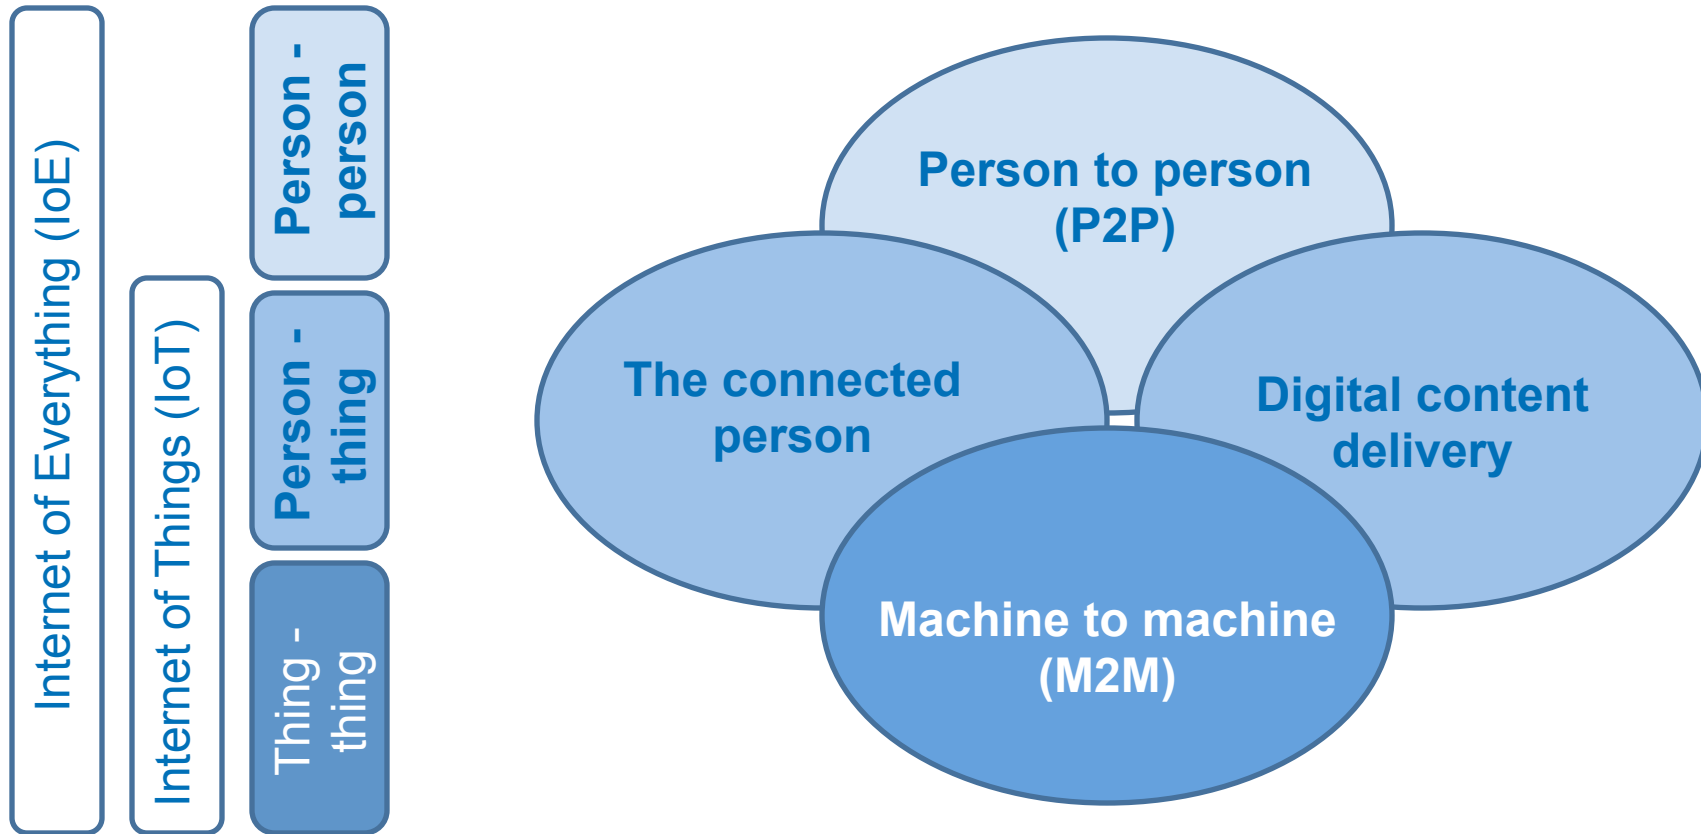 Internet of Everything (IoE)
Internet of Things (IoT)
Person -
person
Person -
thing
Thing -
thing
Person to person
(P2P)
The connected
person
Digital content
delivery
Machine to machine
(M2M)